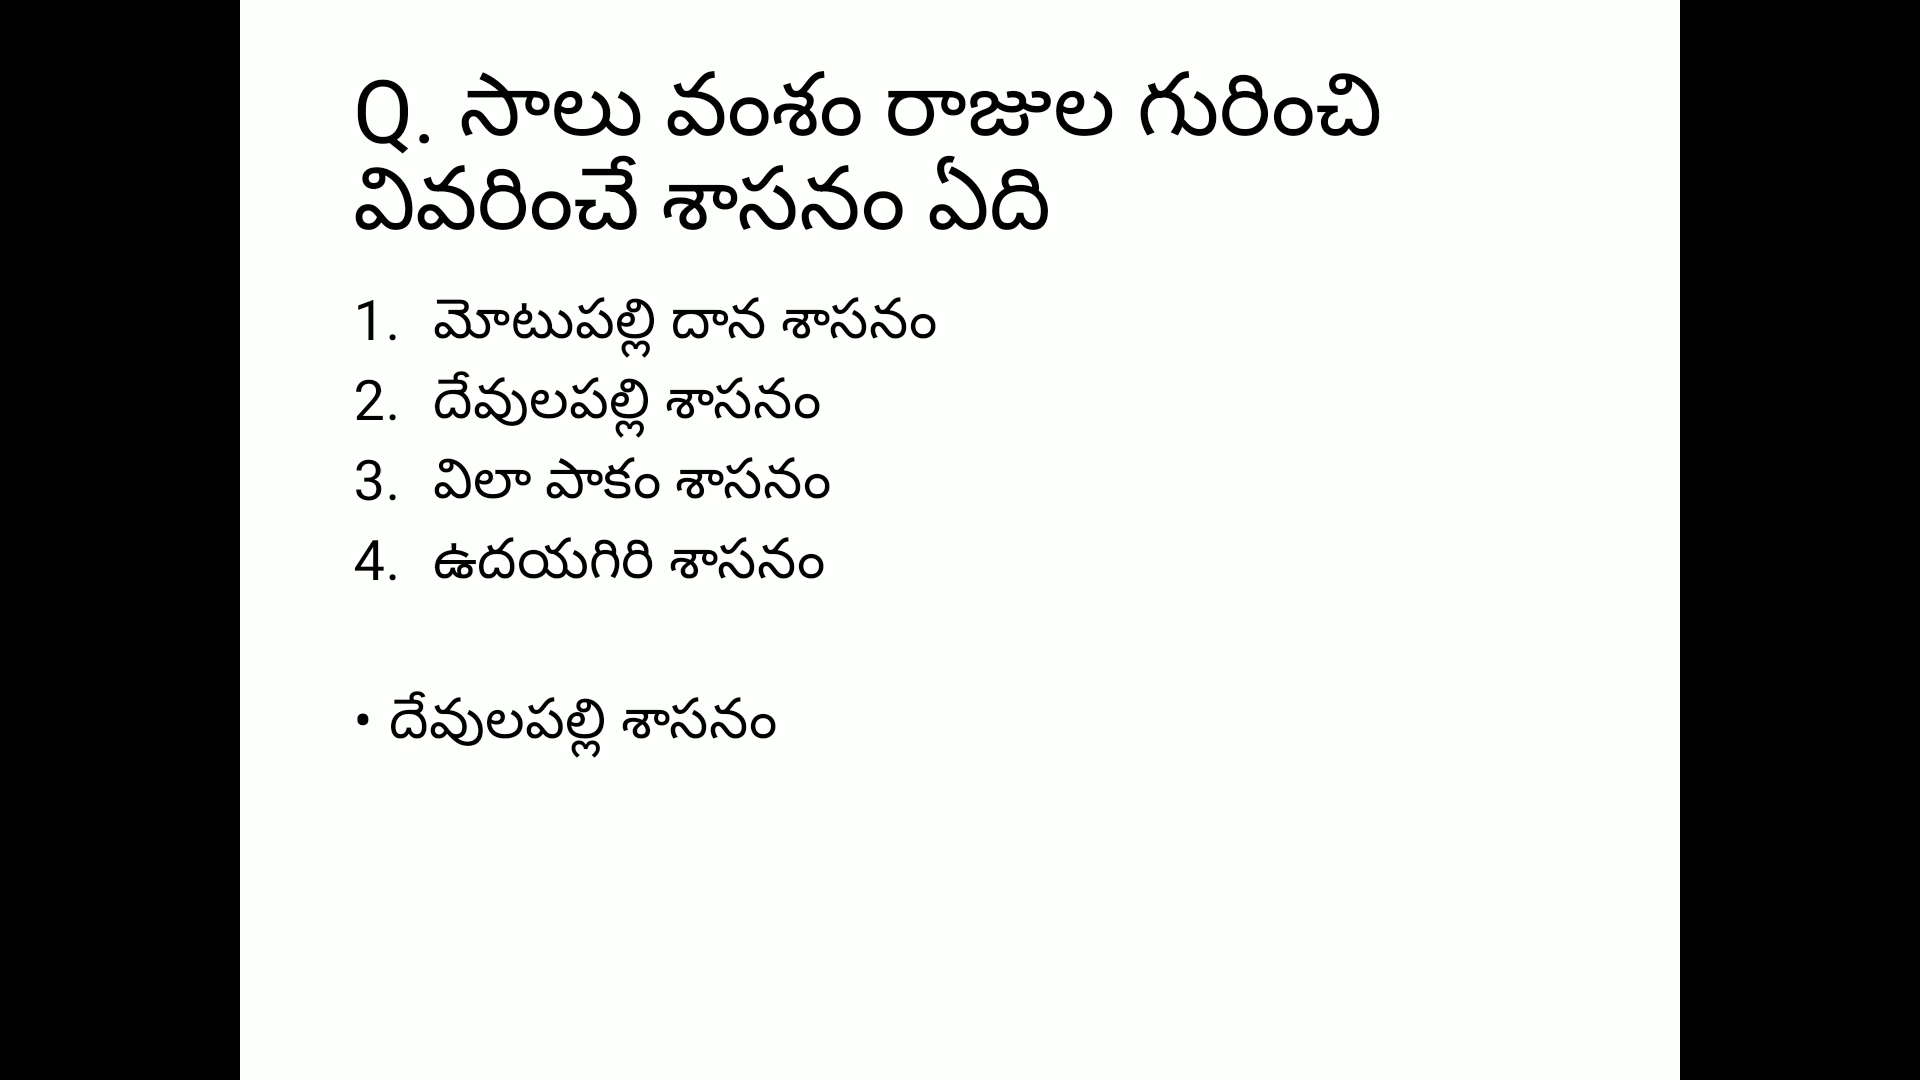 Q. సాలు వంశం రాజుల గురించి
వివరించే శాసనం ఏది
1. మోటుపల్లి దాన శాసనం
2. దేవులపల్లి శాసనం
3. విలా పాకం శాసనం
4. ఉదయగిరి శాసనం
• దేవులపల్లి శాసనం